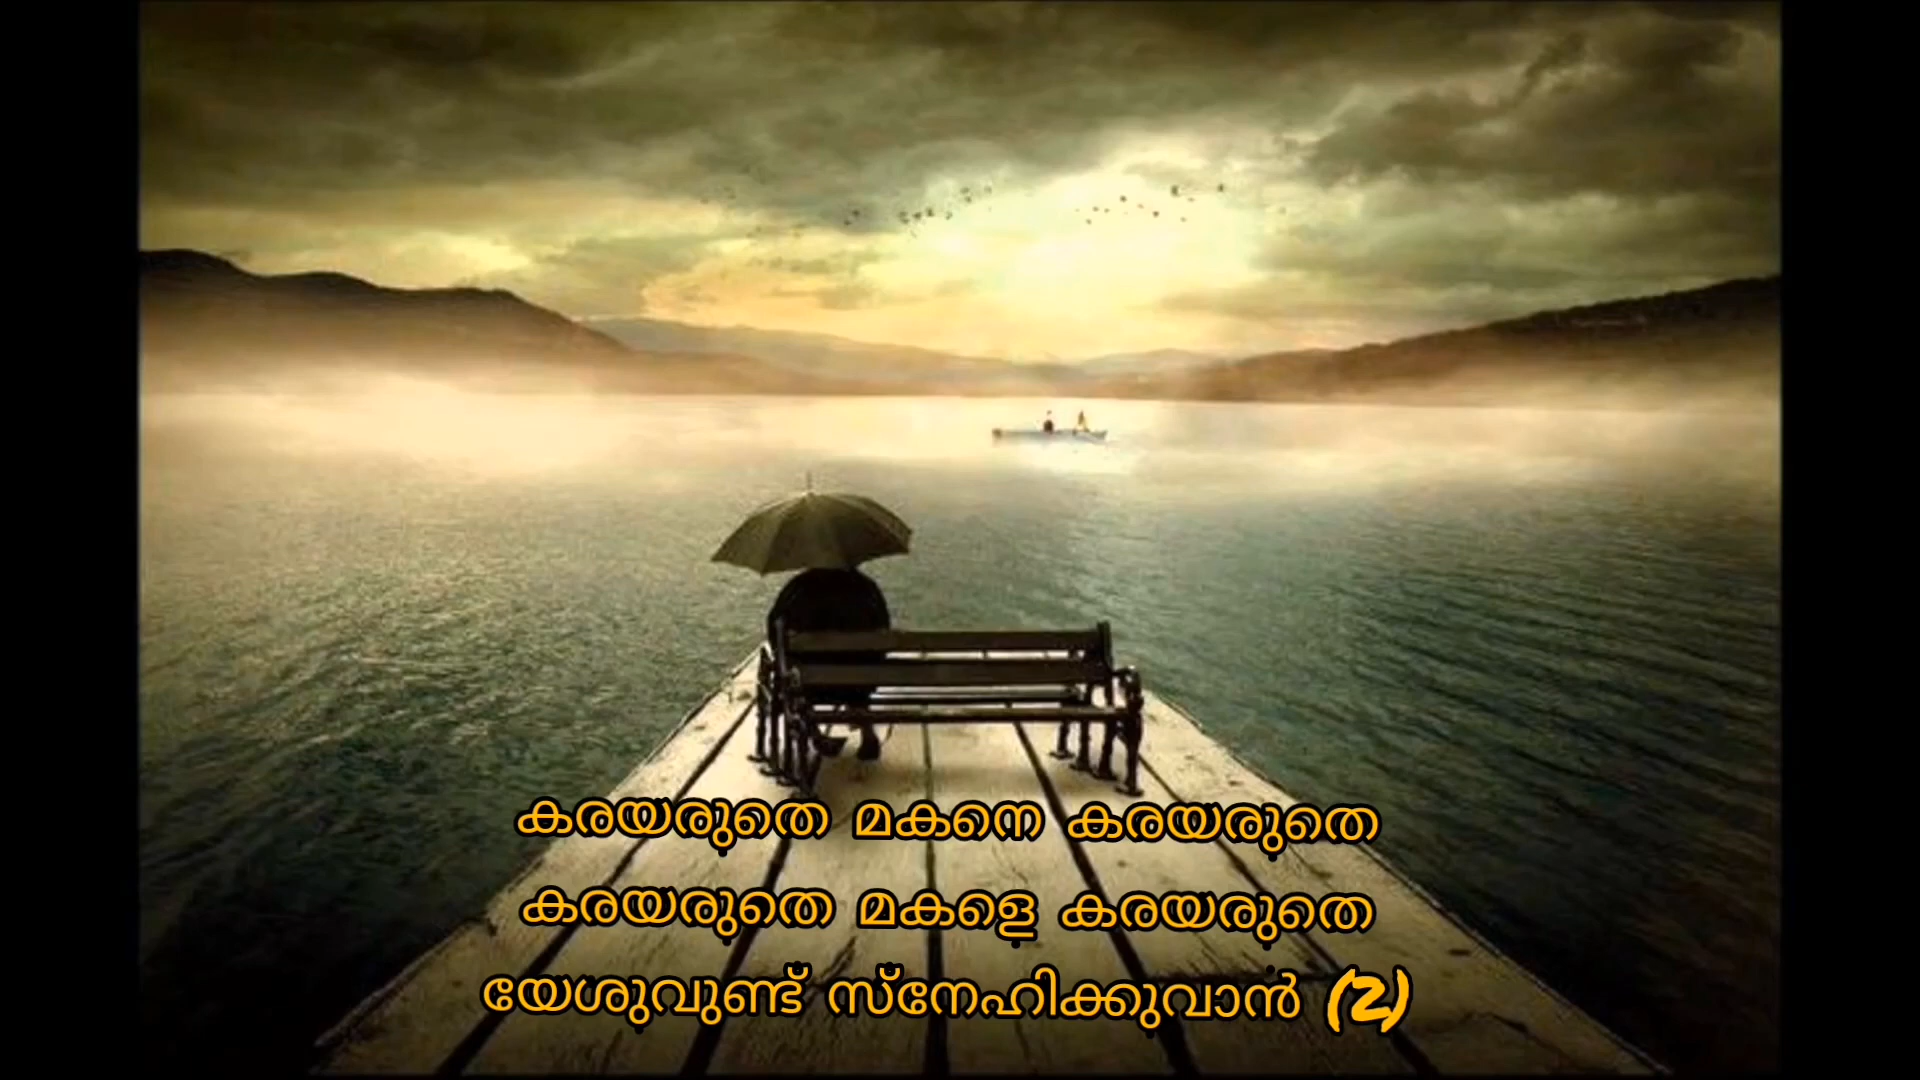 കരയരുതെ മകനെ കരയരുതെ
കരയരുതെ മകളെ കരയരുതെ
യേശുവുണ്ട് സ്നേഹിക്കുവാൻ (2)